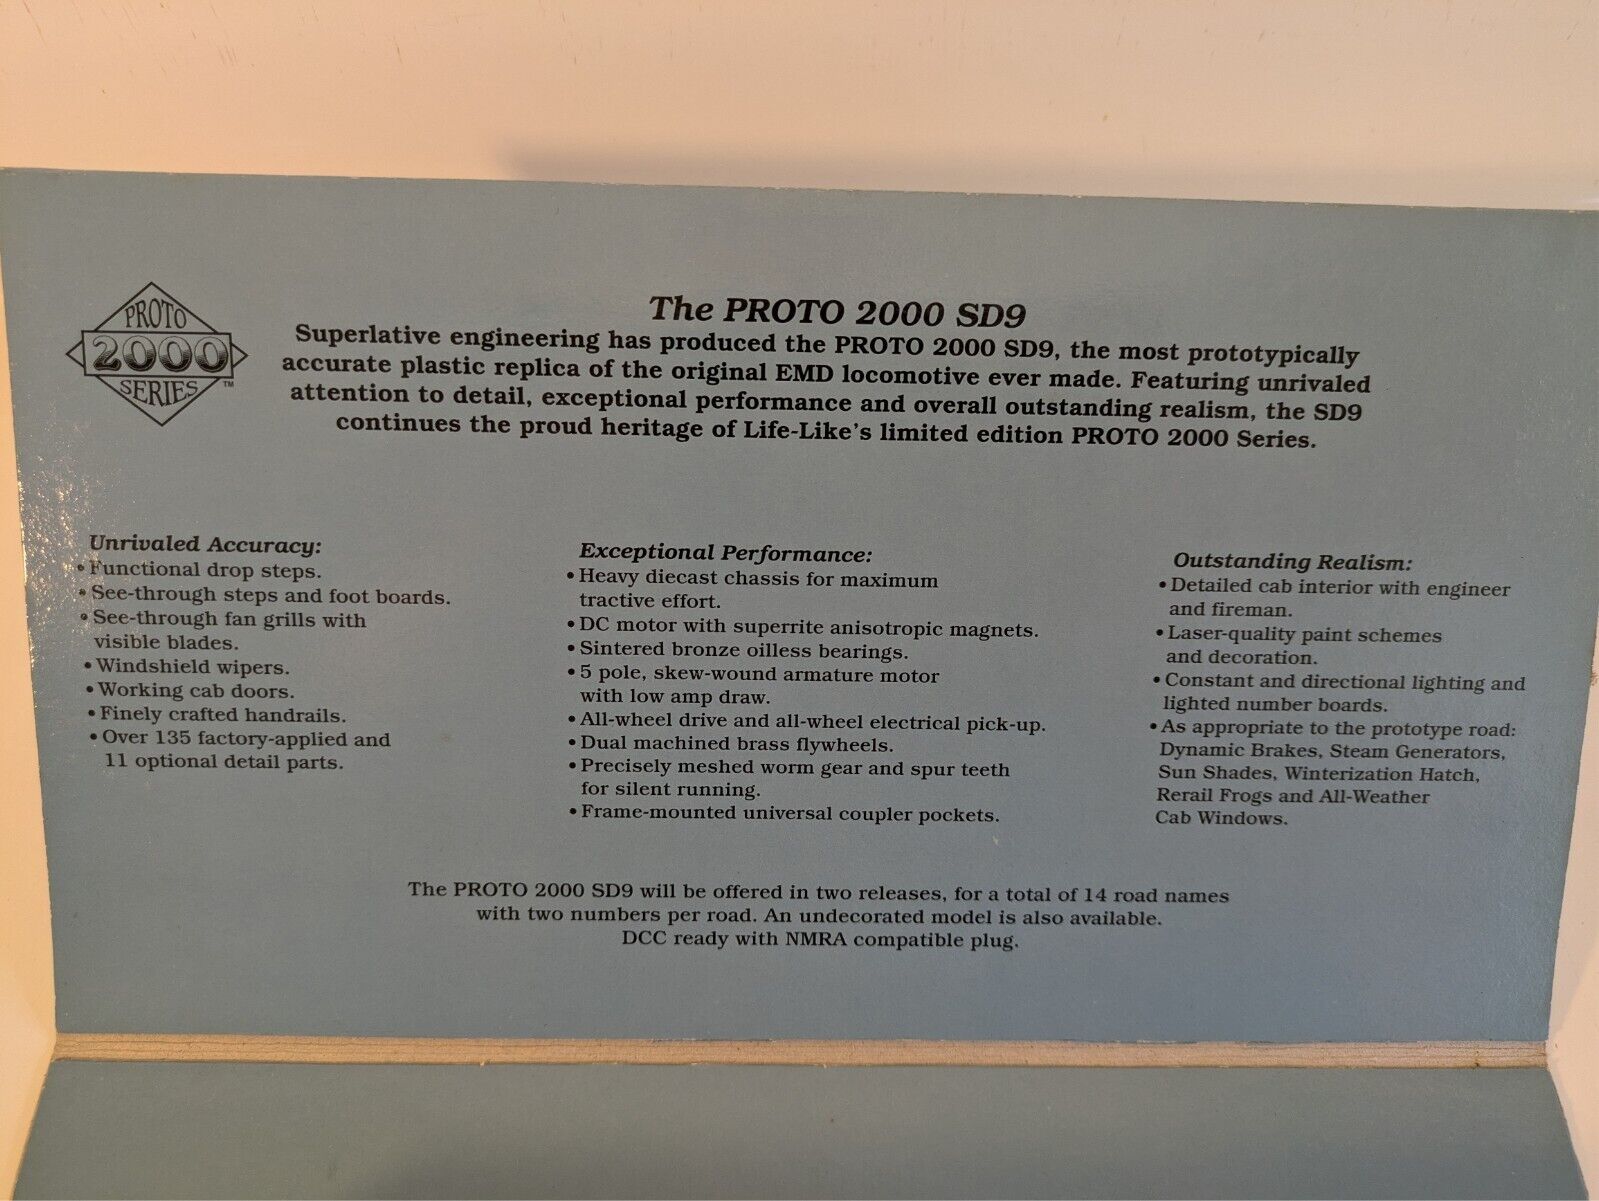 PROTO
2000
SERIES™
The PROTO 2000 SD9
Superlative engineering has produced the PROTO 2000 SD9, the most prototypically
accurate plastic replica of the original EMD locomotive ever made. Featuring unrivaled
attention to detail, exceptional performance and overall outstanding realism, the SD9
continues the proud heritage of Life-Like's limited edition PROTO 2000 Series.
Unrivaled Accuracy:
• Functional drop steps.
• See-through steps and foot boards.
• See-through fan grills with
visible blades.
• Windshield wipers.
• Working cab doors.
• Finely crafted handrails.
• Over 135 factory-applied and
11 optional detail parts.
Exceptional Performance:
• Heavy diecast chassis for maximum
tractive effort.
• DC motor with superrite anisotropic magnets.
• Sintered bronze oilless bearings.
• 5 pole, skew-wound armature motor
with low amp draw.
• All-wheel drive and all-wheel electrical pick-up.
• Dual machined brass flywheels.
• Precisely meshed worm gear and spur teeth
for silent running.
• Frame-mounted universal coupler pockets.
Outstanding Realism:
• Detailed cab interior with engineer
and fireman.
• Laser-quality paint schemes
and decoration.
• Constant and directional lighting and
lighted number boards.
• As appropriate to the prototype road:
Dynamic Brakes, Steam Generators,
Sun Shades, Winterization Hatch,
Rerail Frogs and All-Weather
Cab Windows.
The PROTO 2000 SD9 will be offered in two releases, for a total of 14 road names
with two numbers per road. An undecorated model is also available.
DCC ready with NMRA compatible plug.